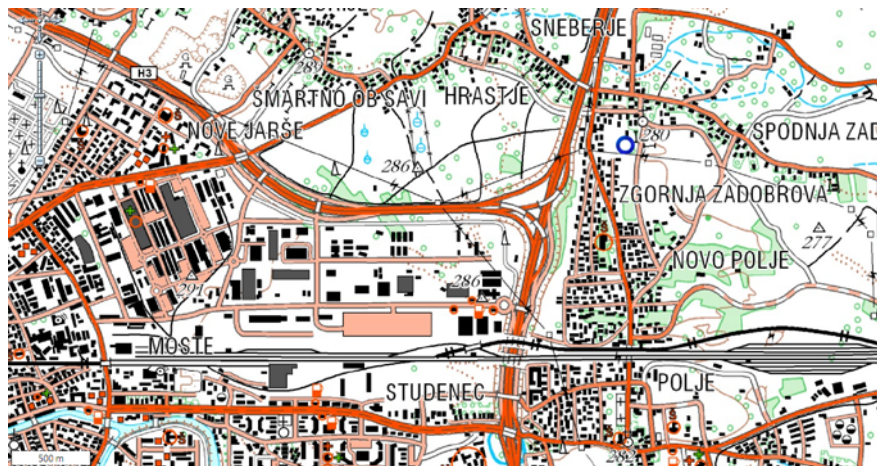 SNEBERJE
H3
289
ŠMARTNO OB SAVI
HRASTJE
NOVE JARŠE
280
SPODNJA ZAD
286
ZGORNJA ZADOBROVA
277
NOVO POLJE
291
286
MOSTE
STUDENEC
POLJE
282
500 m